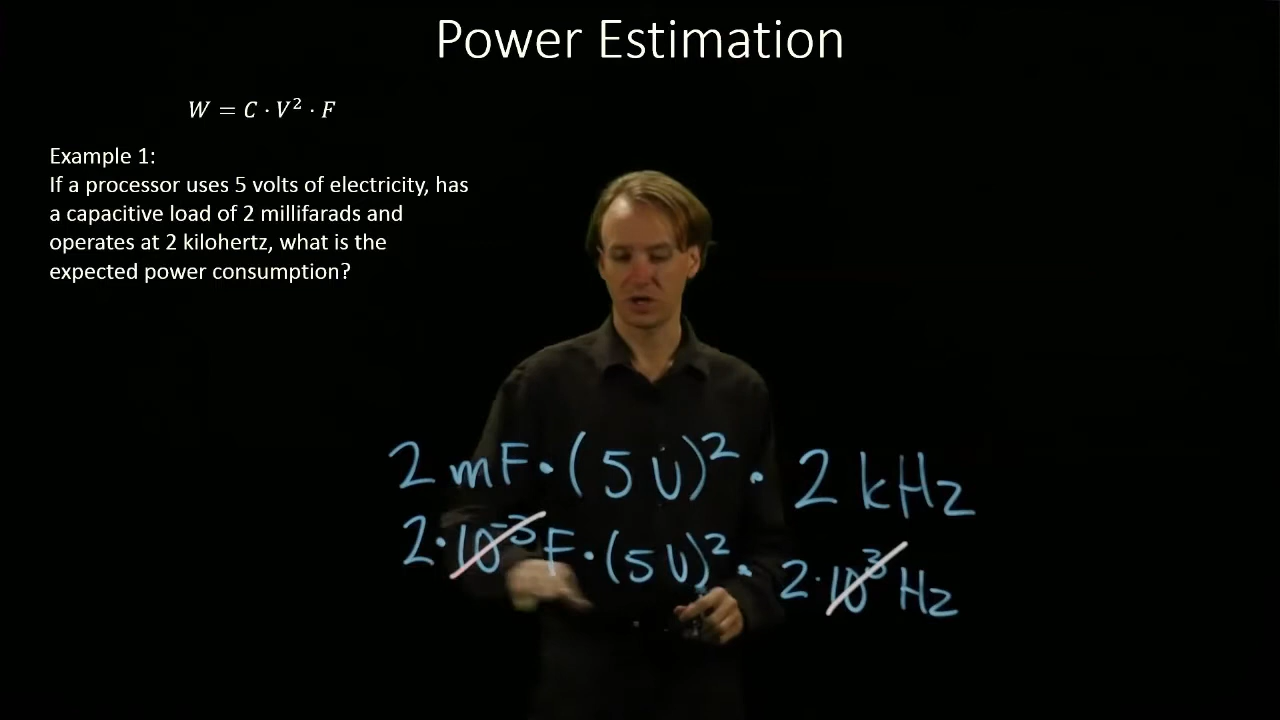 Power Estimation
W = C · V² · F
Example 1:
If a processor uses 5 volts of electricity, has
a capacitive load of 2 millifarads and
operates at 2 kilohertz, what is the
expected power consumption?
2 mF · (5 V)² · 2 kHz
2 · 10⁻³ F · (5 V)² · 2 · 10³ Hz